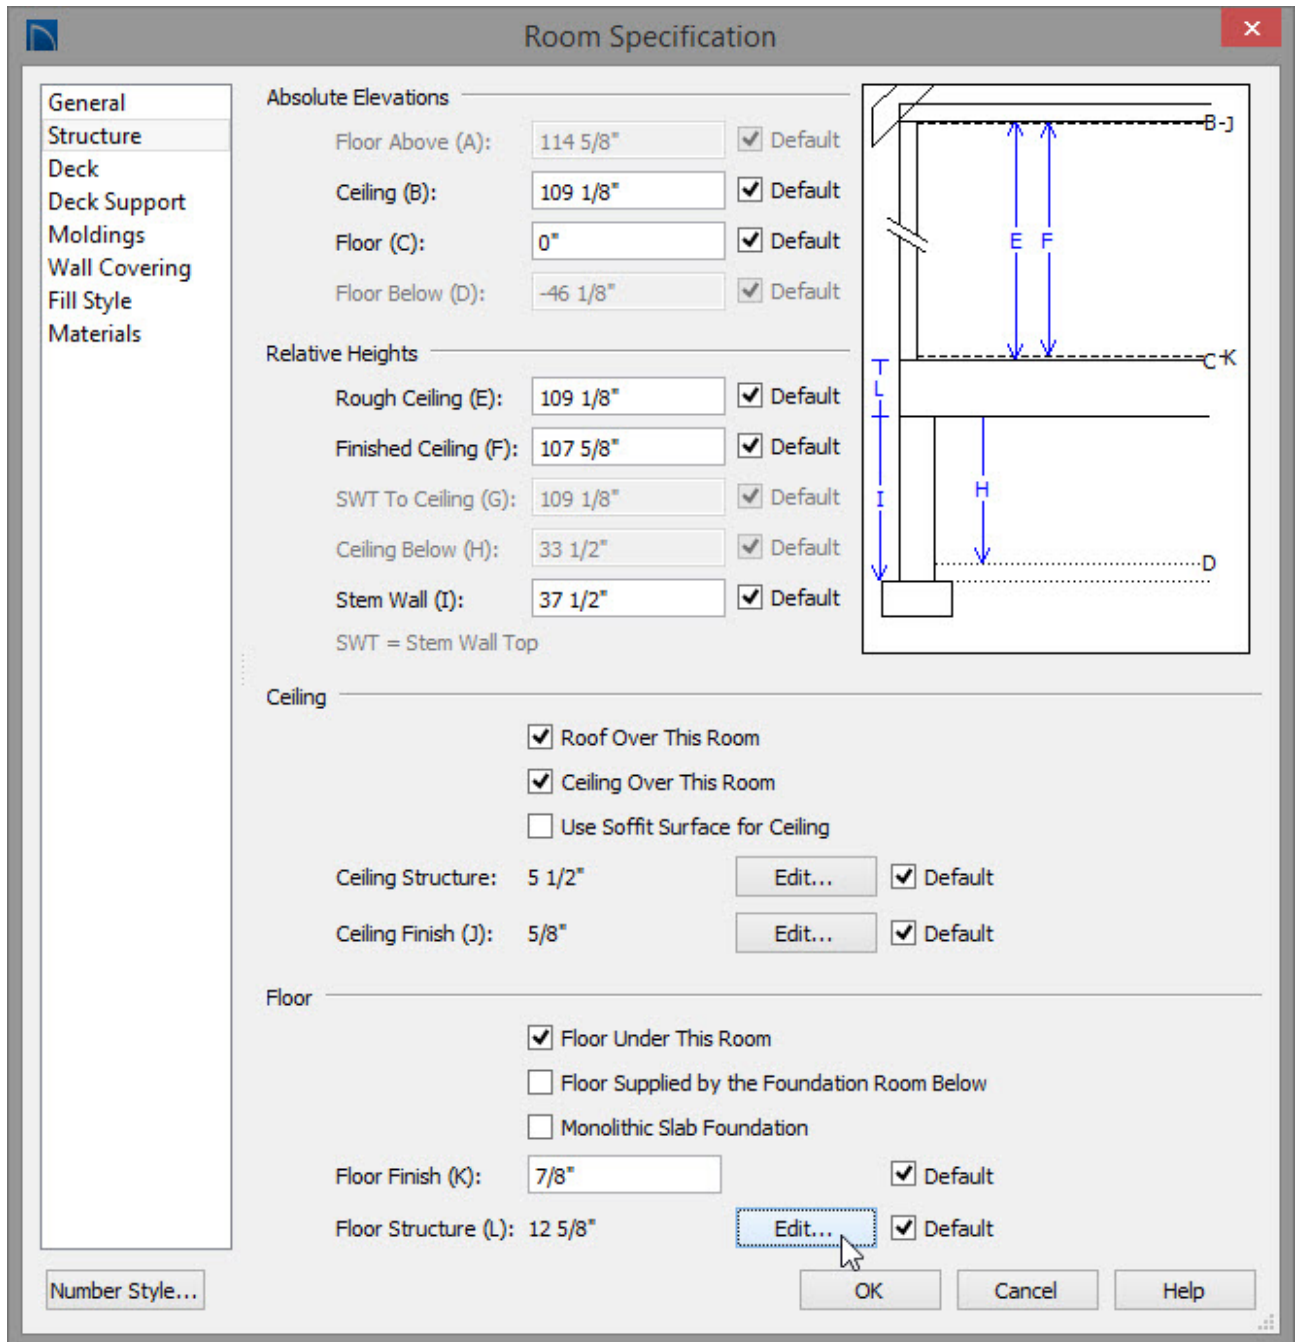 Room Specification
General
Structure
Deck
Deck Support
Moldings
Wall Covering
Fill Style
Materials
Absolute Elevations
Floor Above (A): 114 5/8" Default
Ceiling (B): 109 1/8" Default
Floor (C): 0" Default
Floor Below (D): -46 1/8" Default
Relative Heights
Rough Ceiling (E): 109 1/8" Default
Finished Ceiling (F): 107 5/8" Default
SWT To Ceiling (G): 109 1/8" Default
Ceiling Below (H): 33 1/2" Default
Stem Wall (I): 37 1/2" Default
SWT = Stem Wall Top
B-J
E F
C-K
L
H
I
D
Ceiling
Roof Over This Room
Ceiling Over This Room
Use Soffit Surface for Ceiling
Ceiling Structure: 5 1/2" Edit... Default
Ceiling Finish (J): 5/8" Edit... Default
Floor
Floor Under This Room
Floor Supplied by the Foundation Room Below
Monolithic Slab Foundation
Floor Finish (K): 7/8" Default
Floor Structure (L): 12 5/8" Edit... Default
Number Style... OK Cancel Help